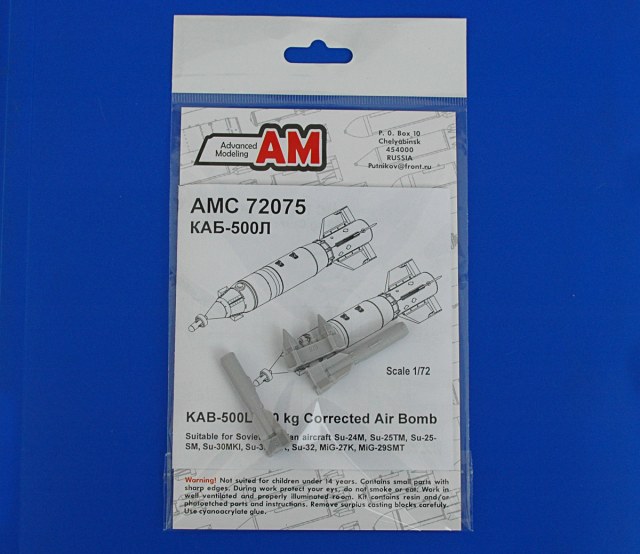 Advanced
Modeling
AM
P. O. Box 10
Chelyabinsk
454000
RUSSIA
Putnikov@front.ru
AMC 72075
КАБ-500Л
Scale 1/72
KAB-500L 0 kg Corrected Air Bomb
Suitable for Soviet an aircraft Su-24M, Su-25TM, Su-25-
SM, Su-30MKI, Su-3 Su-32, MiG-27K, MiG-29SMT
Warning! Not suited for children under 14 years. Contains small parts with
sharp edges. During work protect your eyes, do not smoke or eat. Work in
well ventilated and properly illuminated room. Kit contains resin and/or
photoetched parts and instructions. Remove surplus casting blocks carefully.
Use cyanoacrylate glue.